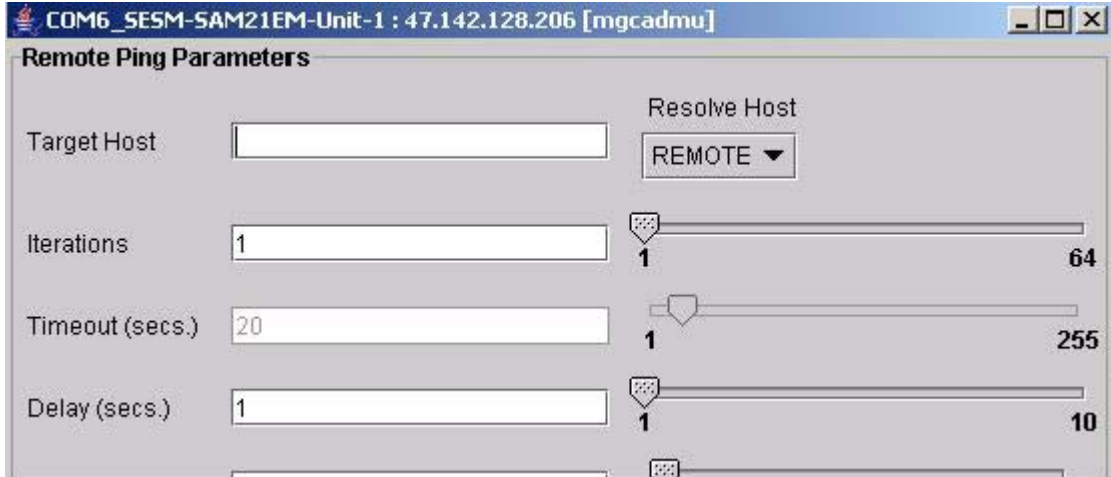 COM6_SESM-SAM21EM-Unit-1 : 47.142.128.206 [mgcadmu]
Remote Ping Parameters
Resolve Host
Target Host
REMOTE
Iterations 1
1 64
Timeout (secs.) 20
1 255
Delay (secs.) 1
1 10